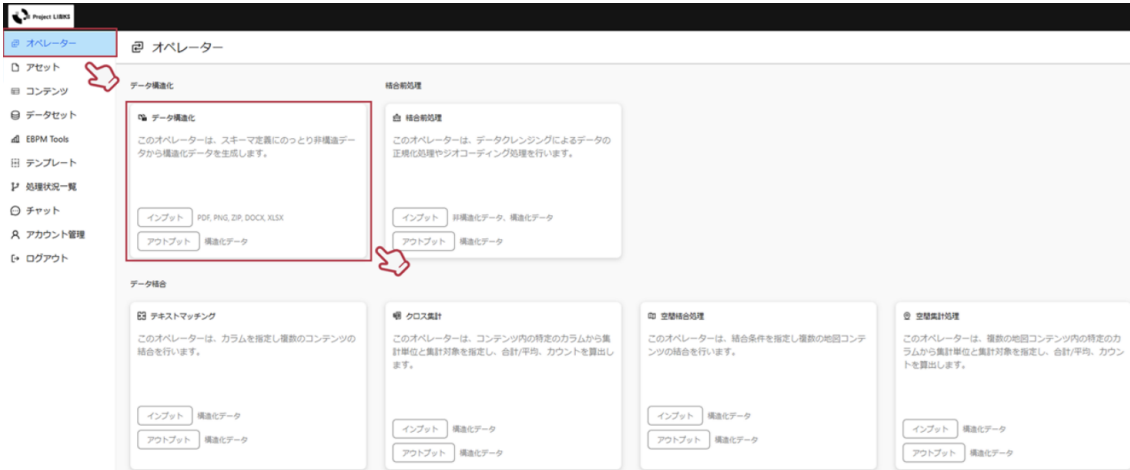 Project LINKS
オペレーター
アセット
コンテンツ
データセット
EBPM Tools
テンプレート
処理状況一覧
チャット
アカウント管理
ログアウト
オペレーター
データ構造化
データ構造化
このオペレーターは、スキーマ定義にのっとり非構造デー
タから構造化データを生成します。
インプット PDF, PNG, ZIP, DOCX, XLSX
アウトプット 構造化データ
結合前処理
結合前処理
このオペレーターは、データクレンジングによるデータの
正規化処理やジオコーディング処理を行います。
インプット 非構造化データ、構造化データ
アウトプット 構造化データ
データ結合
テキストマッチング
このオペレーターは、カラムを指定し複数のコンテンツの
結合を行います。
インプット 構造化データ
アウトプット 構造化データ
クロス集計
このオペレーターは、コンテンツ内の特定のカラムから集
計単位と集計対象を指定し、合計/平均、カウントを算出し
ます。
インプット 構造化データ
アウトプット 構造化データ
空間結合処理
このオペレーターは、結合条件を指定し複数の地図コンテ
ンツの結合を行います。
インプット 構造化データ
アウトプット 構造化データ
空間集計処理
このオペレーターは、複数の地図コンテンツ内の特定のカ
ラムから集計単位と集計対象を指定し、合計/平均、カウン
トを算出します。
インプット 構造化データ
アウトプット 構造化データ